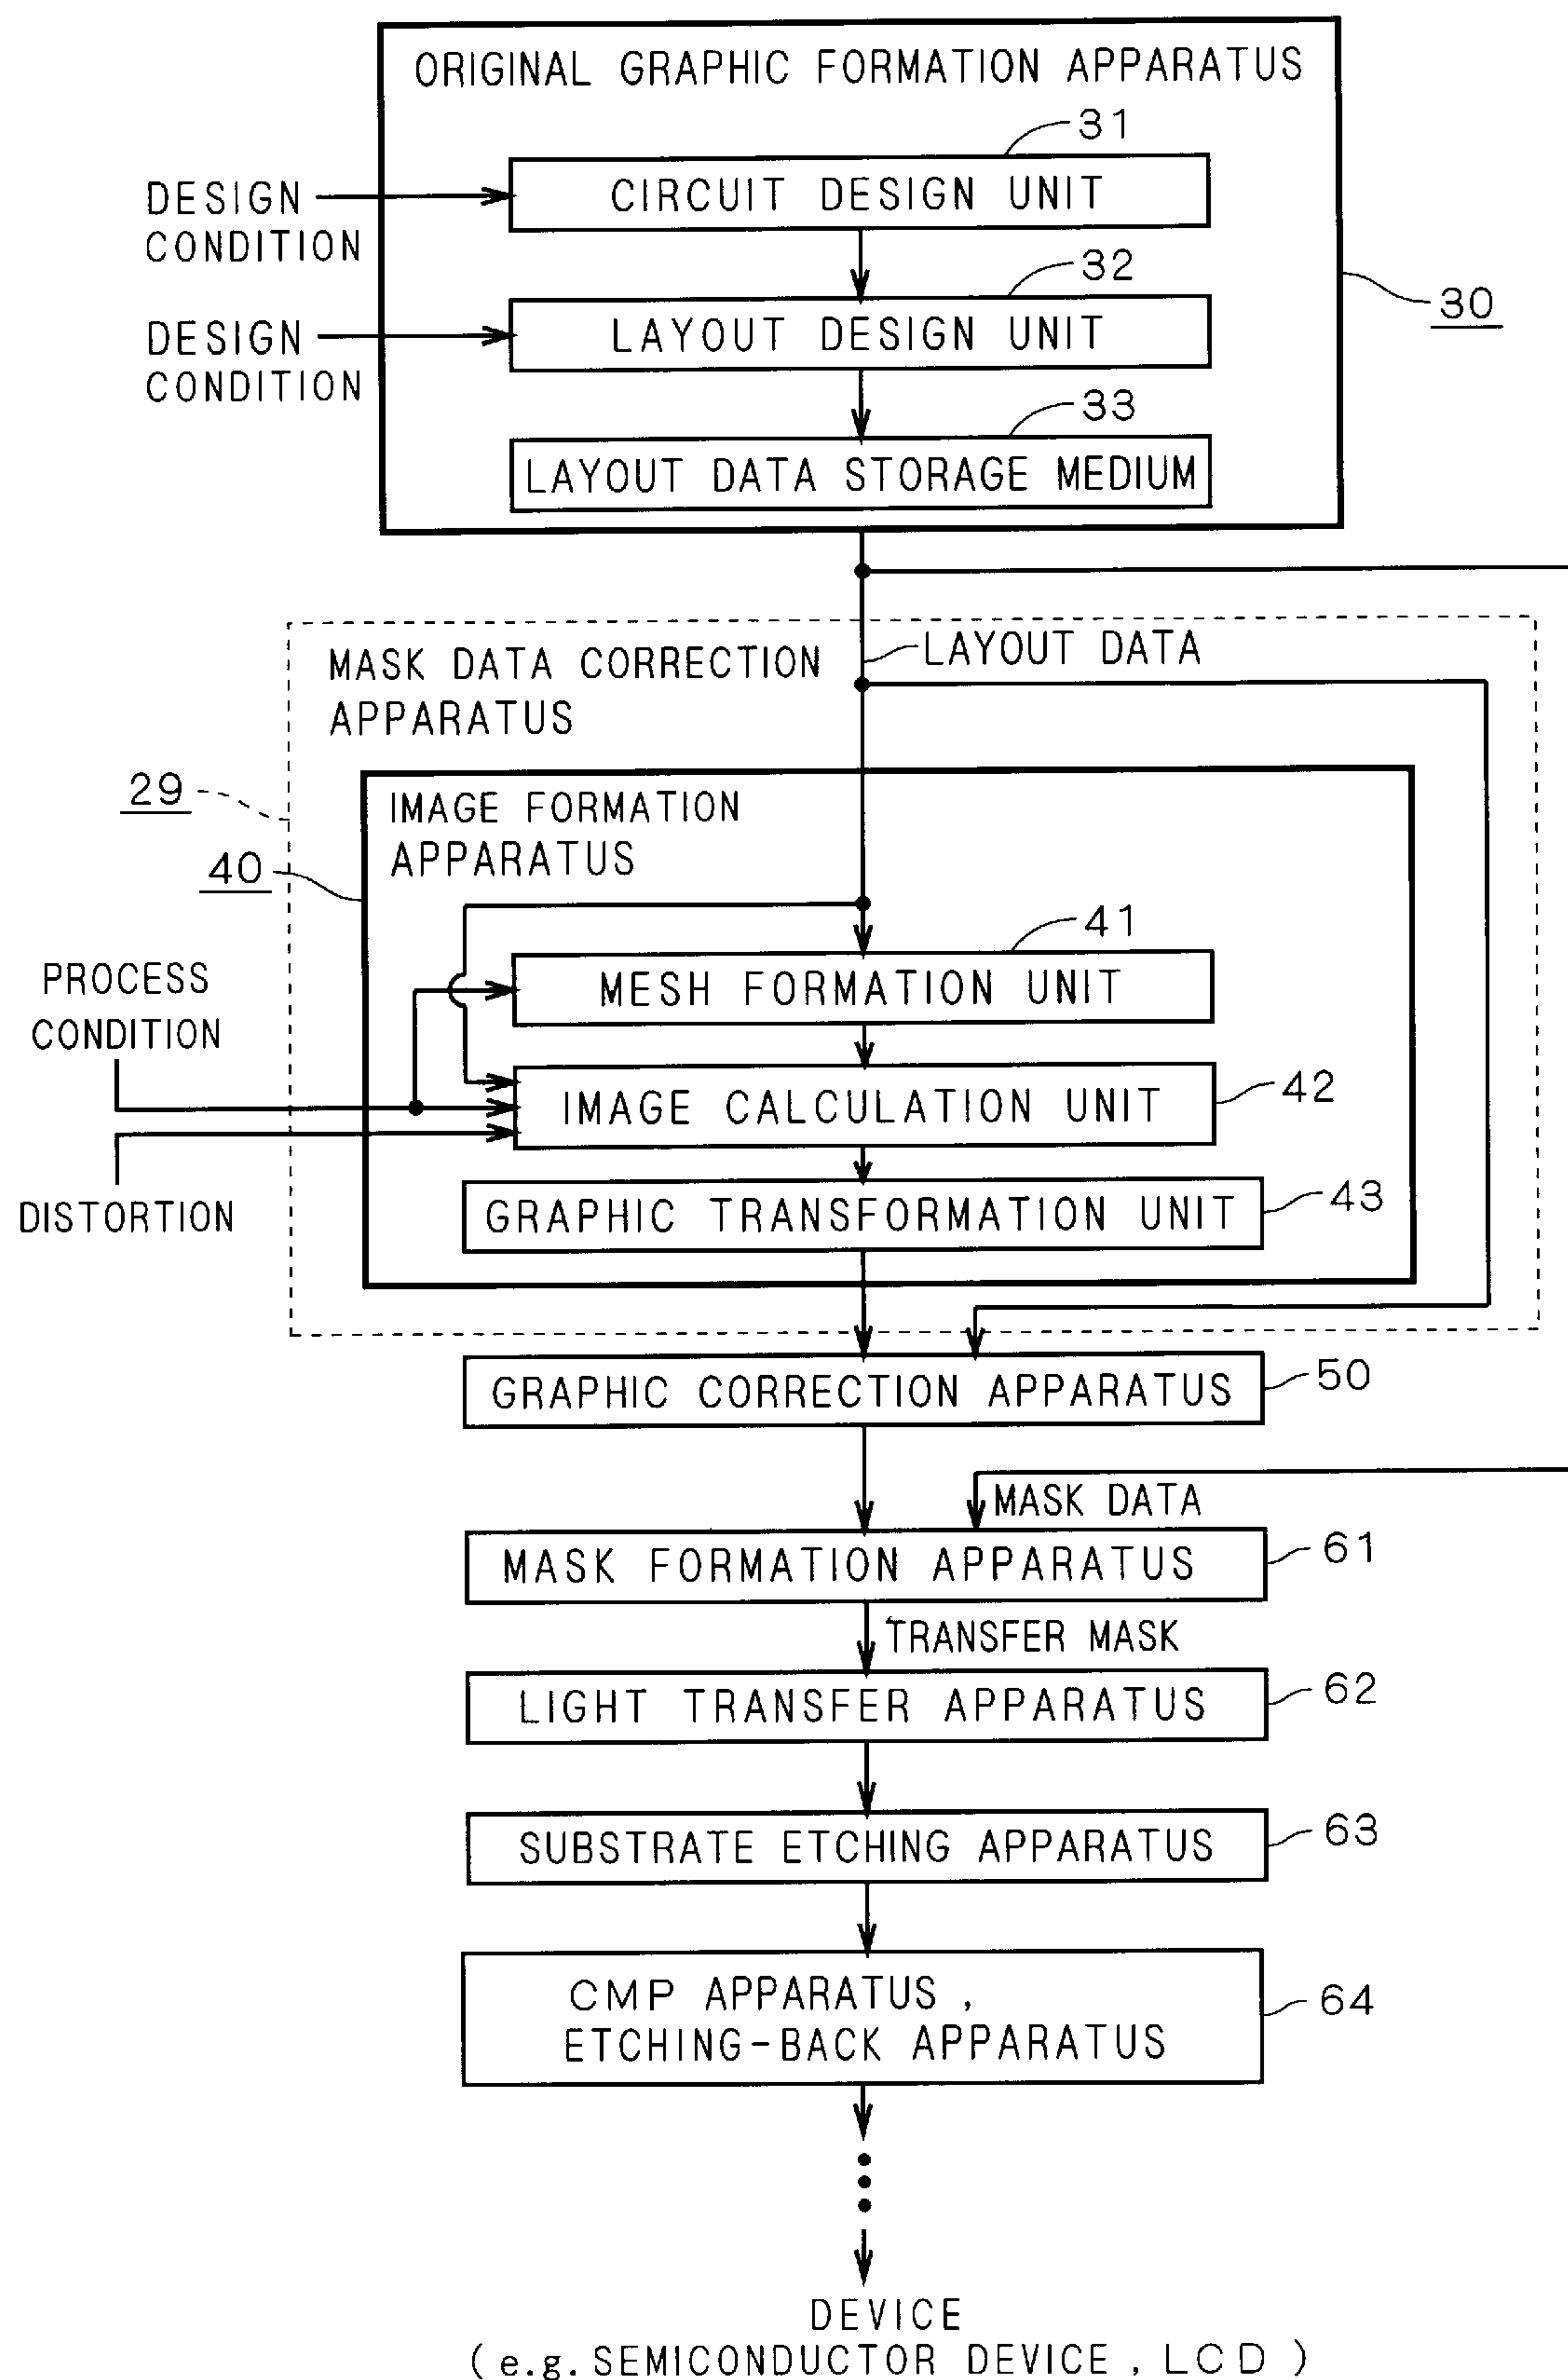 ORIGINAL GRAPHIC FORMATION APPARATUS
31
CIRCUIT DESIGN UNIT
DESIGN
CONDITION
32
LAYOUT DESIGN UNIT
30
DESIGN
CONDITION
33
LAYOUT DATA STORAGE MEDIUM
LAYOUT DATA
MASK DATA CORRECTION
APPARATUS
29
IMAGE FORMATION
APPARATUS
40
41
MESH FORMATION UNIT
PROCESS
CONDITION
42
IMAGE CALCULATION UNIT
DISTORTION
43
GRAPHIC TRANSFORMATION UNIT
50
GRAPHIC CORRECTION APPARATUS
MASK DATA
61
MASK FORMATION APPARATUS
TRANSFER MASK
62
LIGHT TRANSFER APPARATUS
63
SUBSTRATE ETCHING APPARATUS
64
CMP APPARATUS ,
ETCHING-BACK APPARATUS
DEVICE
( e.g. SEMICONDUCTOR DEVICE , LCD )